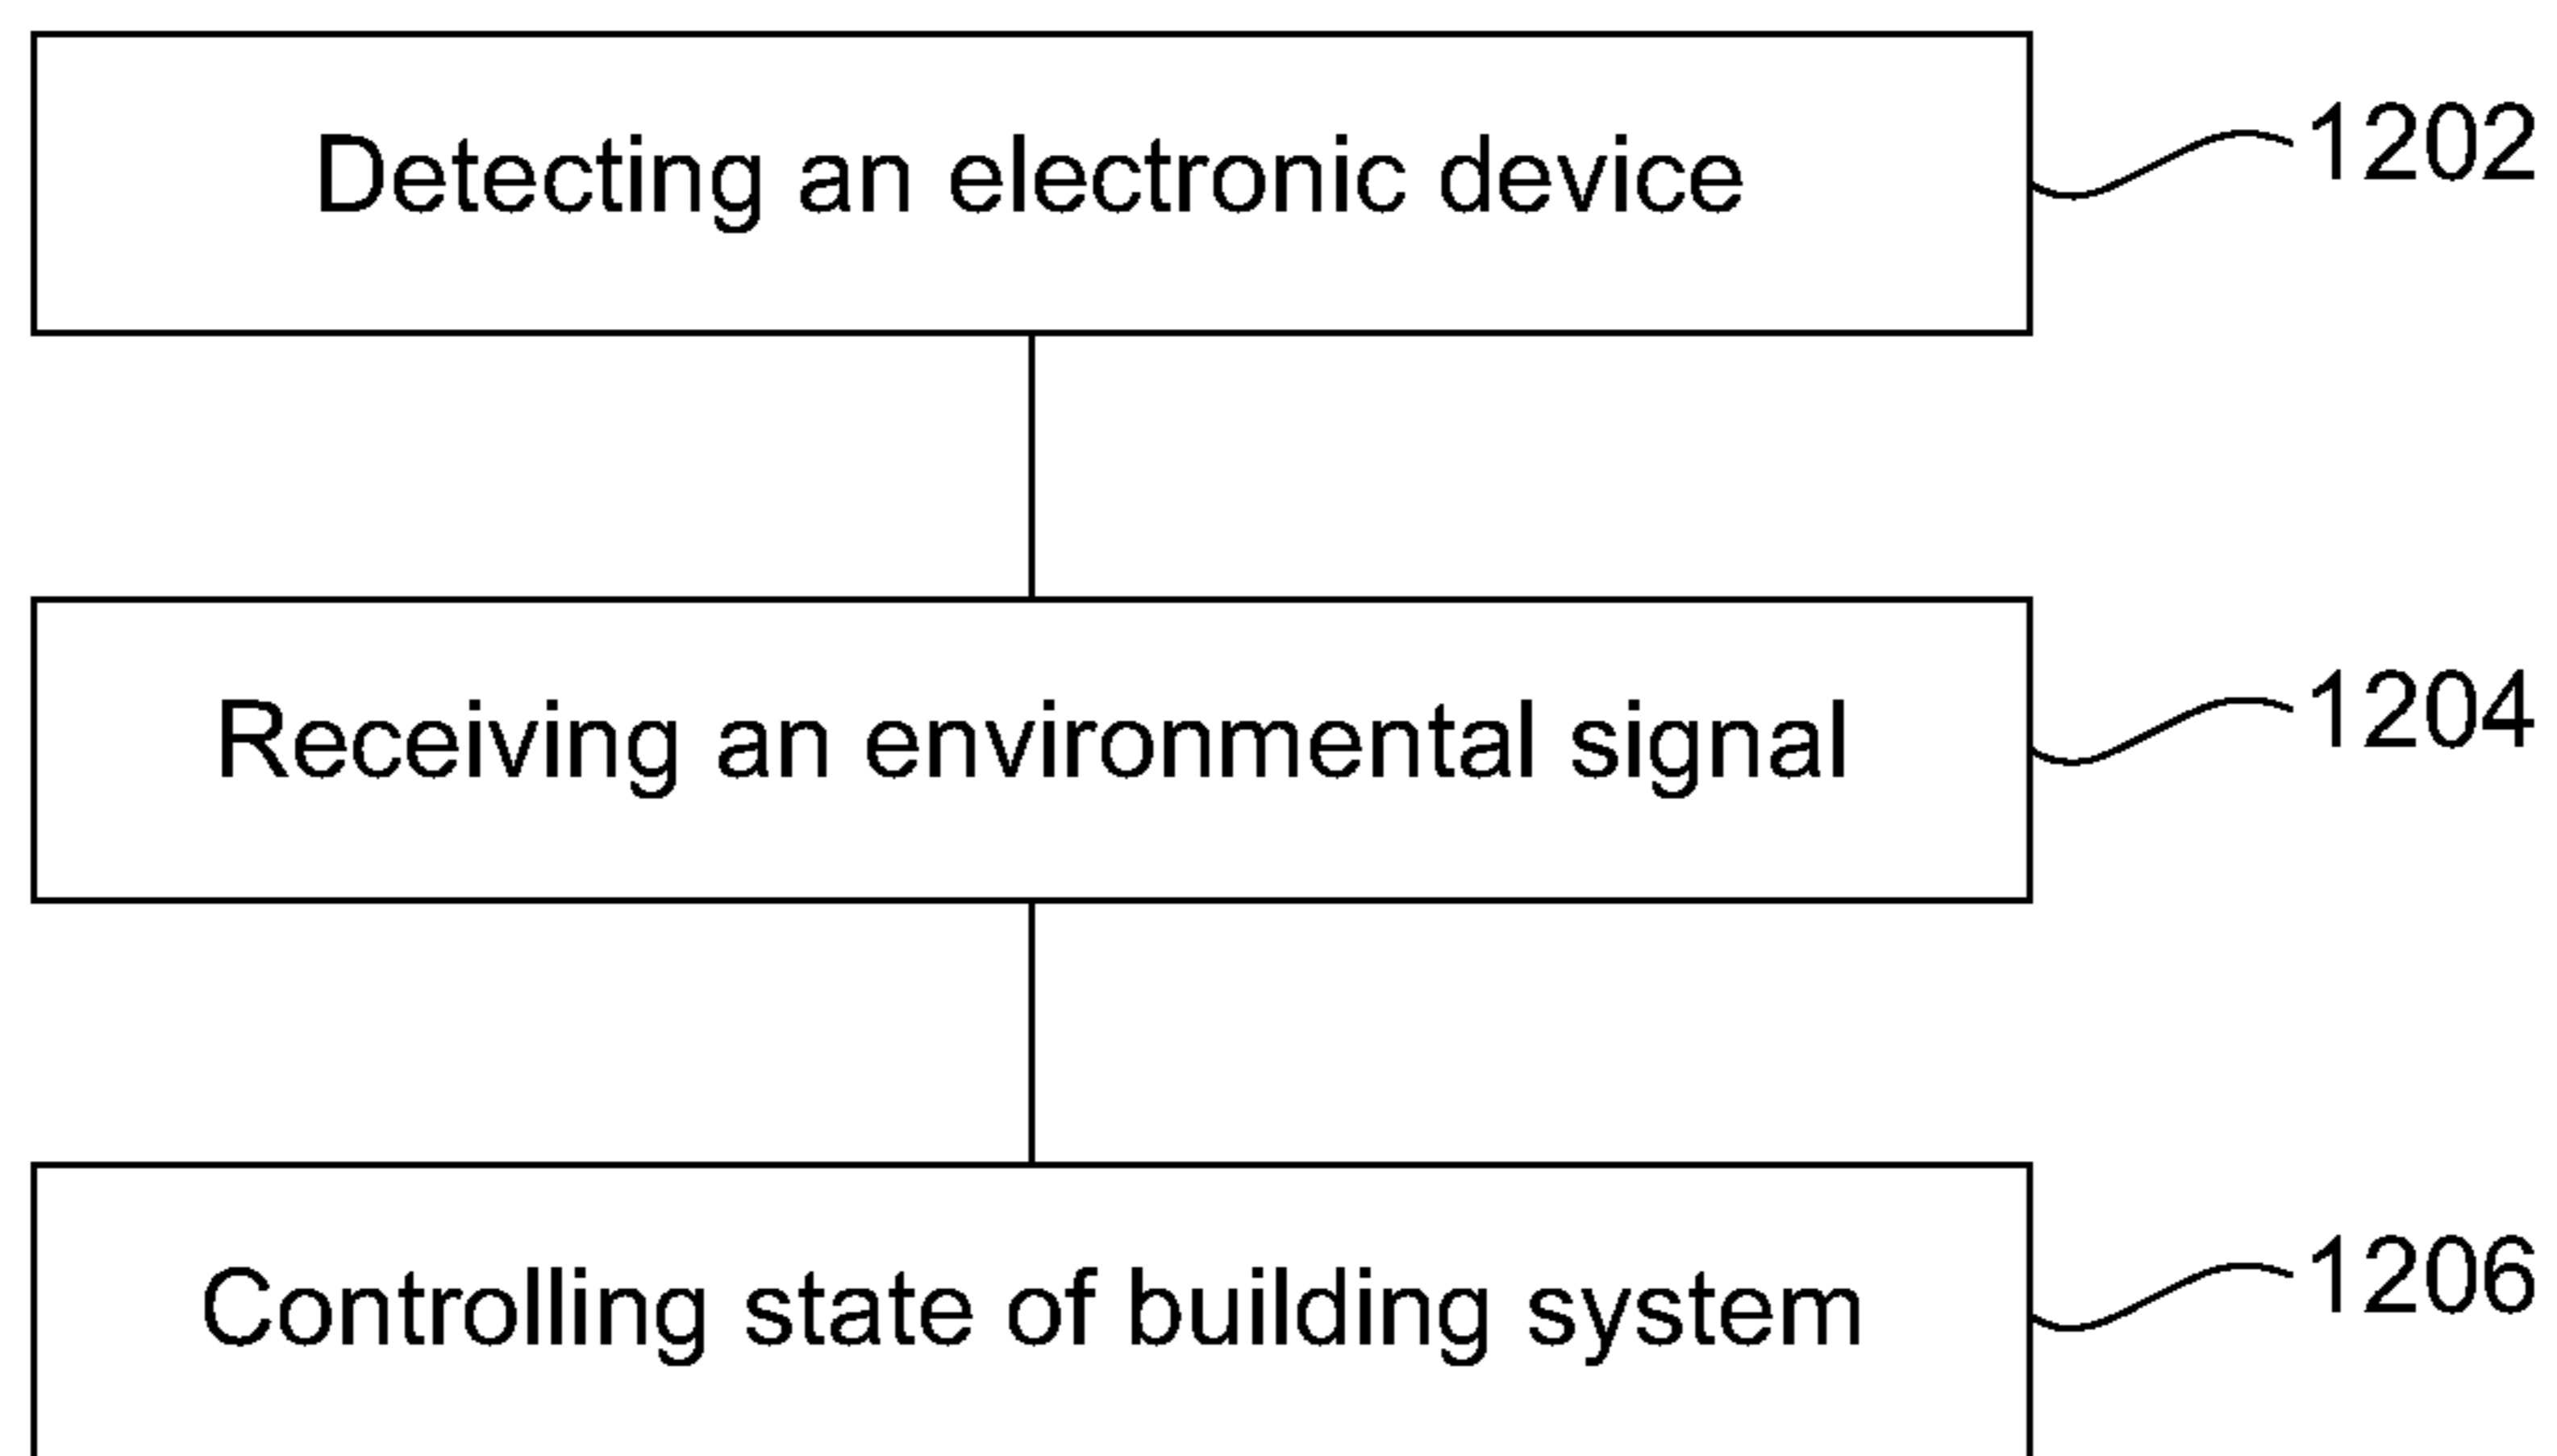 Detecting an electronic device
1202
Receiving an environmental signal
1204
Controlling state of building system
1206